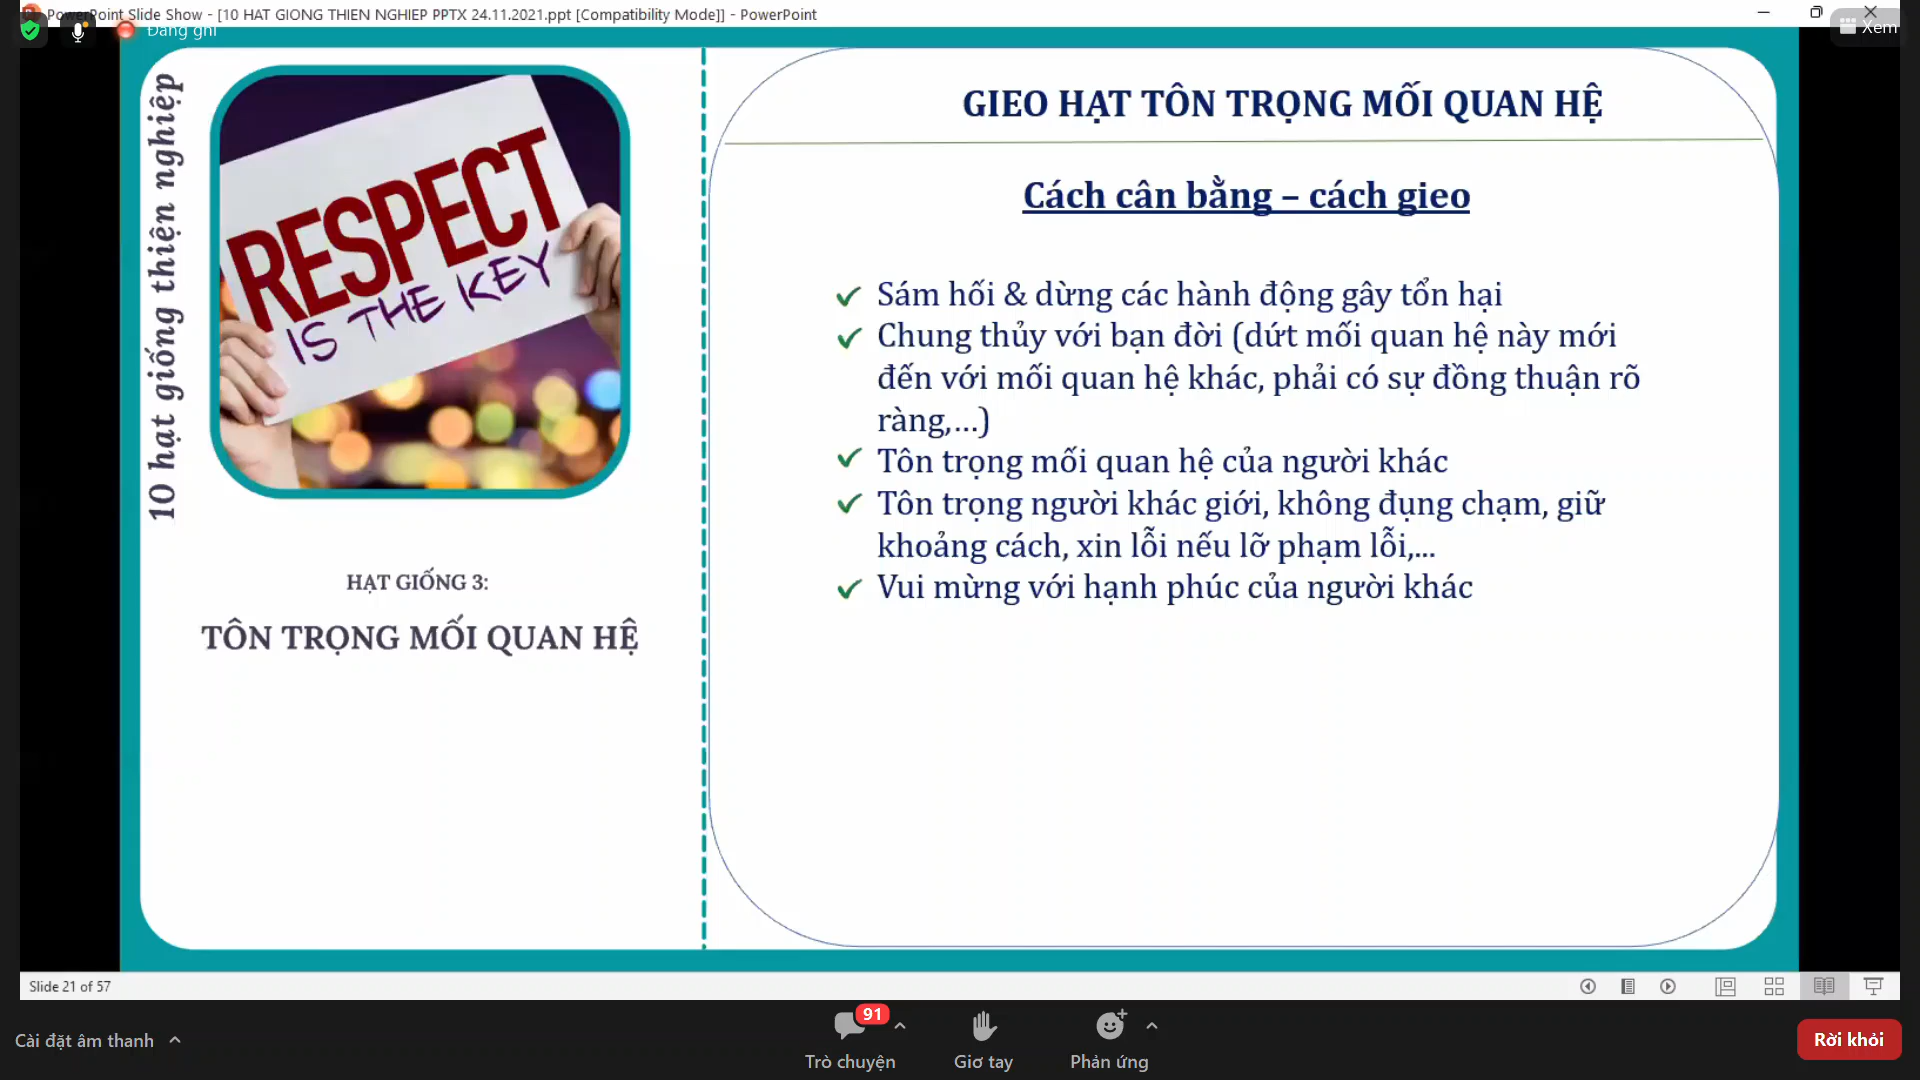 PowerPoint Slide Show - [10 HAT GIONG THIEN NGHIEP PPTX 24.11.2021.ppt [Compatibility Mode]] - PowerPoint
Đang ghi
Xem
10 hạt giống thiện nghiệp
RESPECT
IS THE KEY
HẠT GIỐNG 3:
TÔN TRỌNG MỐI QUAN HỆ
GIEO HẠT TÔN TRỌNG MỐI QUAN HỆ
Cách cân bằng – cách gieo
Sám hối & dừng các hành động gây tổn hại
Chung thủy với bạn đời (dứt mối quan hệ này mới
đến với mối quan hệ khác, phải có sự đồng thuận rõ
ràng,...)
Tôn trọng mối quan hệ của người khác
Tôn trọng người khác giới, không đụng chạm, giữ
khoảng cách, xin lỗi nếu lỡ phạm lỗi,...
Vui mừng với hạnh phúc của người khác
Slide 21 of 57
Cài đặt âm thanh
91
Trò chuyện
Giơ tay
Phản ứng
Rời khỏi